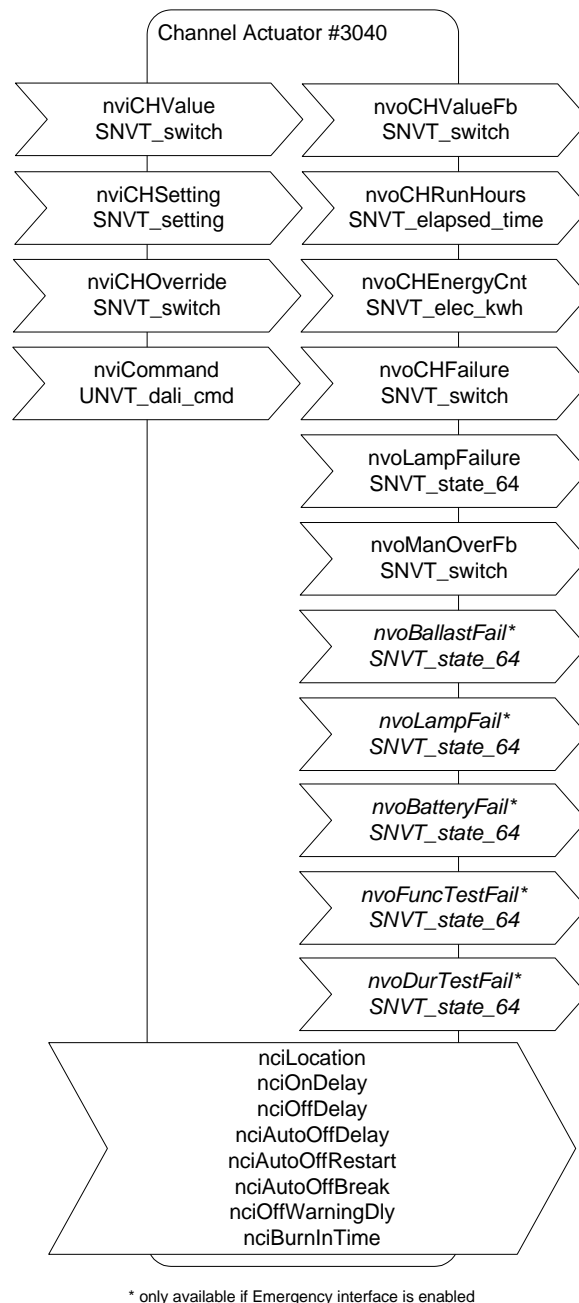 Channel Actuator #3040
nviCHValue
SNVT_switch
nvoCHValueFb
SNVT_switch
nviCHSetting
SNVT_setting
nvoCHRunHours
SNVT_elapsed_time
nviCHOverride
SNVT_switch
nvoCHEnergyCnt
SNVT_elec_kwh
nviCommand
UNVT_dali_cmd
nvoCHFailure
SNVT_switch
nvoLampFailure
SNVT_state_64
nvoManOverFb
SNVT_switch
nvoBallastFail*
SNVT_state_64
nvoLampFail*
SNVT_state_64
nvoBatteryFail*
SNVT_state_64
nvoFuncTestFail*
SNVT_state_64
nvoDurTestFail*
SNVT_state_64
nciLocation
nciOnDelay
nciOffDelay
nciAutoOffDelay
nciAutoOffRestart
nciAutoOffBreak
nciOffWarningDly
nciBurnInTime
* only available if Emergency interface is enabled